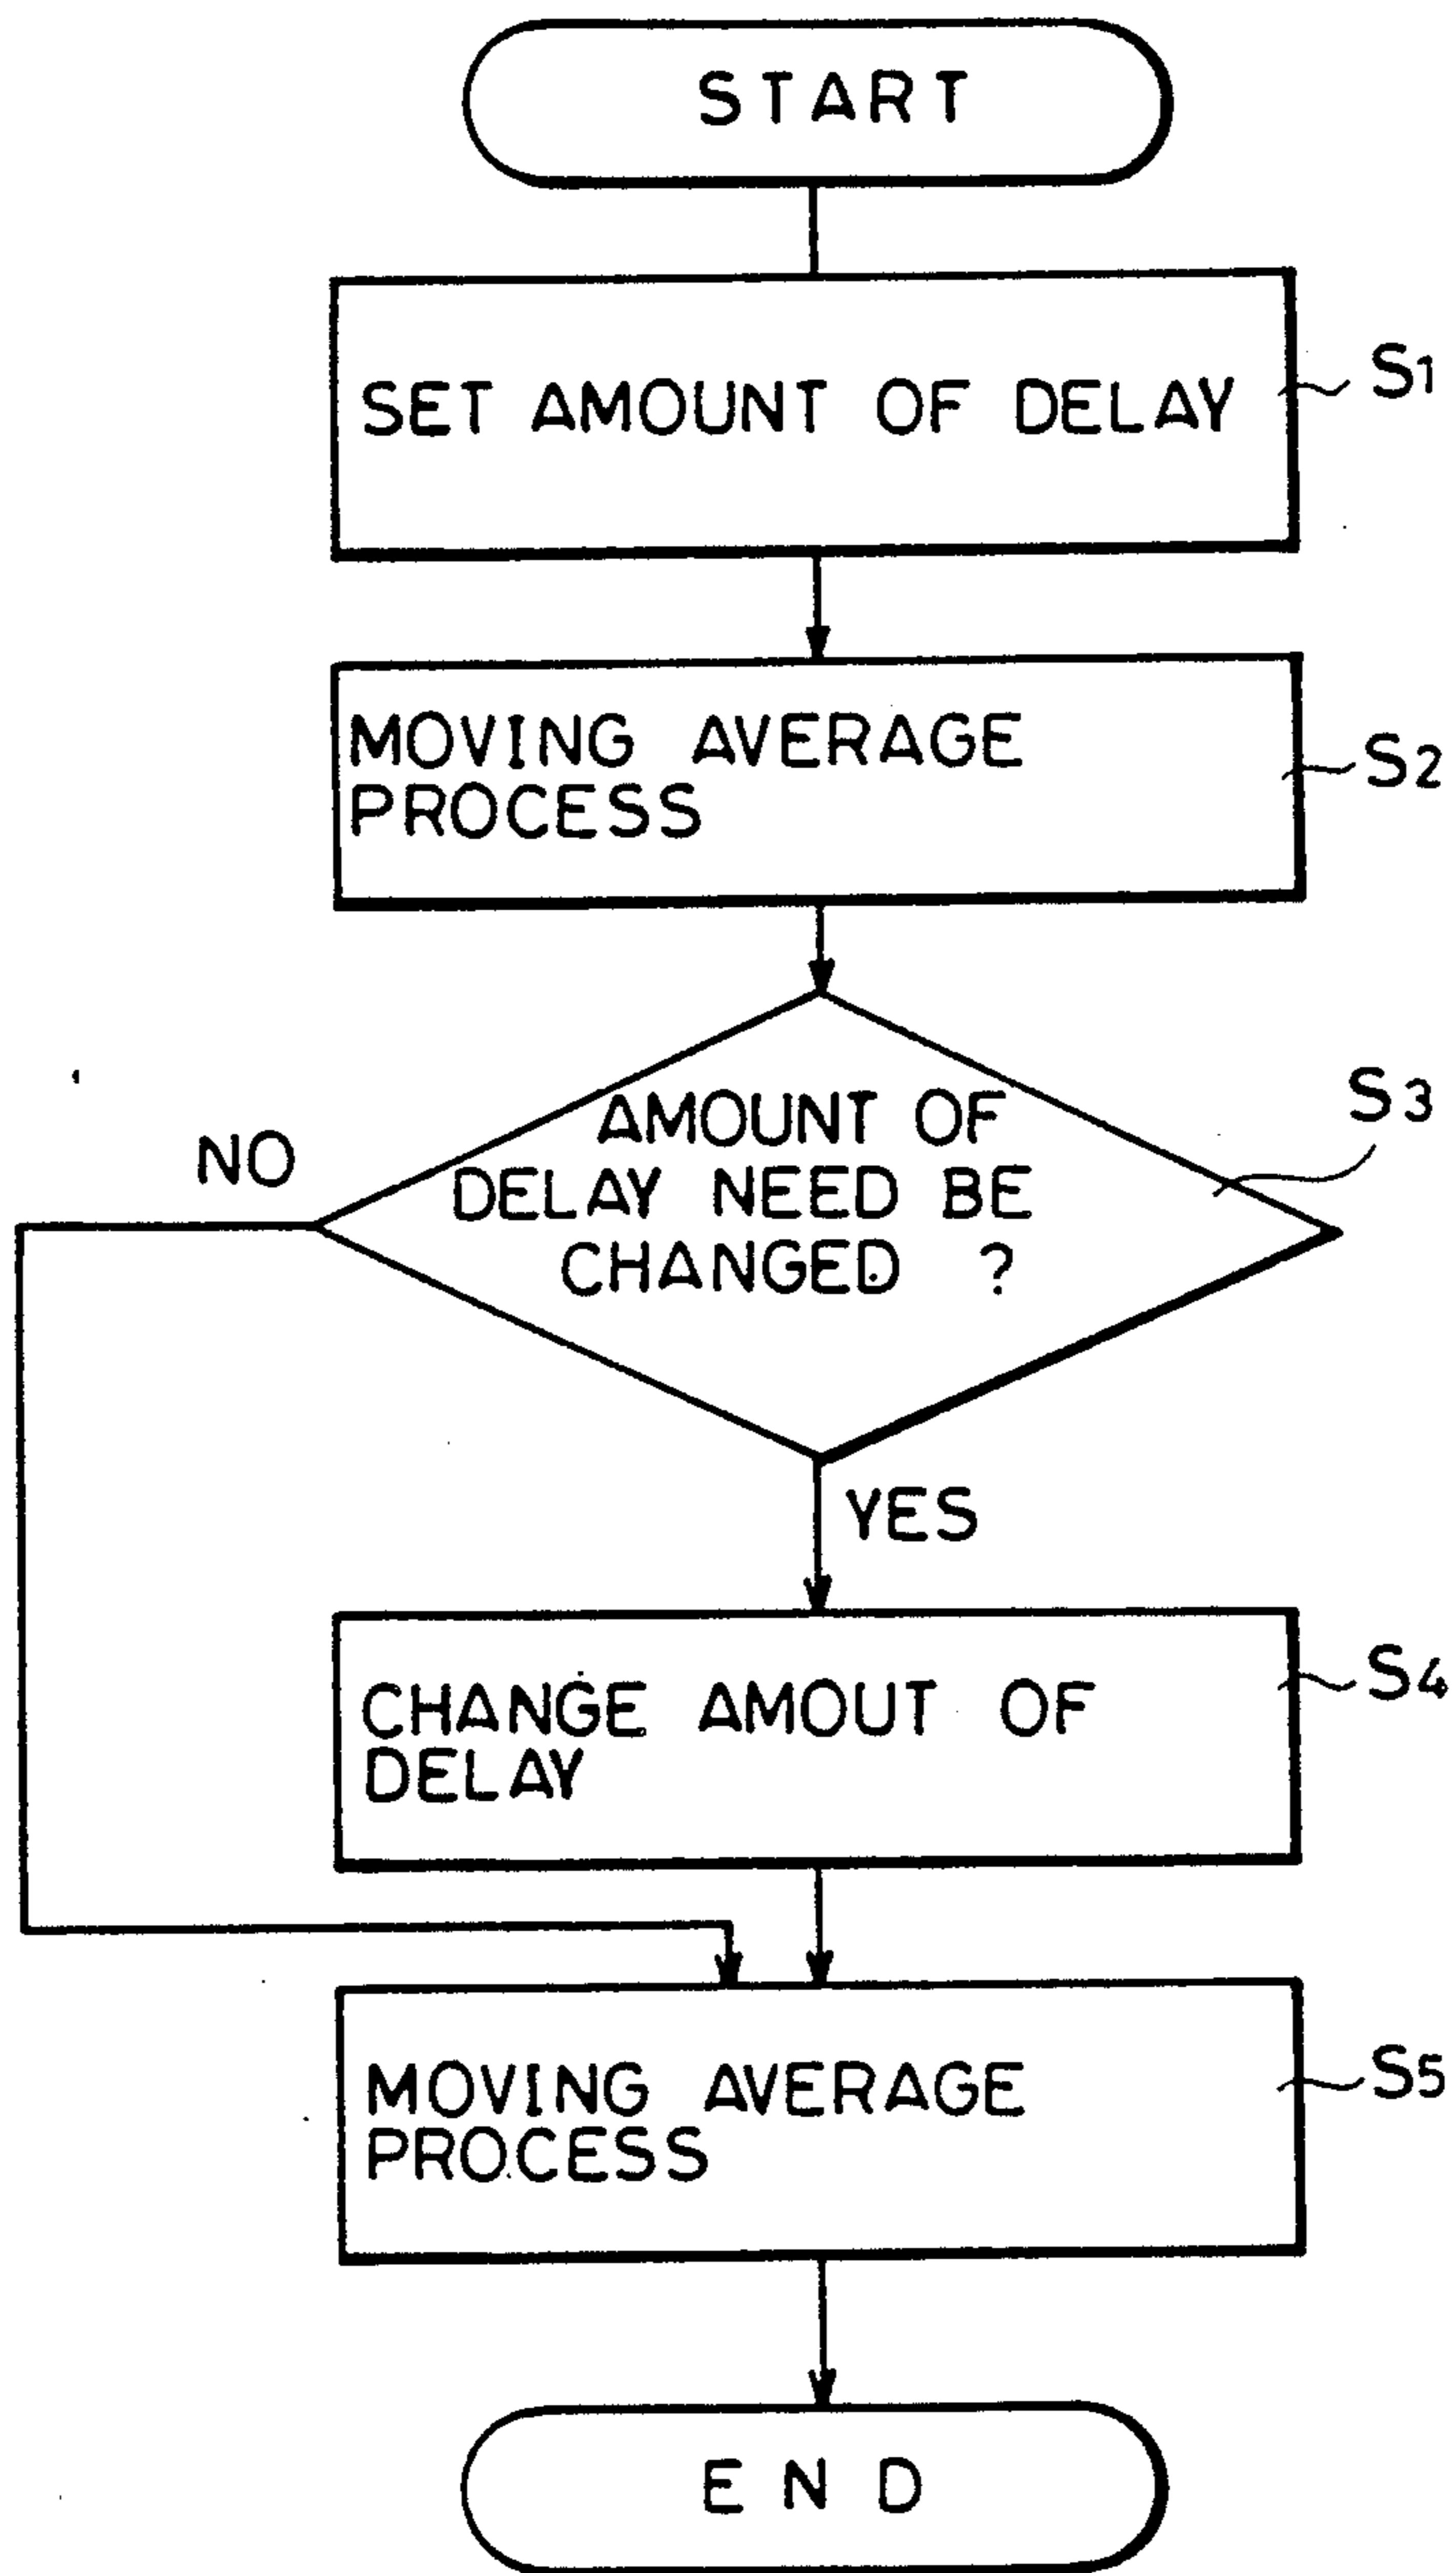 START
SET AMOUNT OF DELAY
S1
MOVING AVERAGE
PROCESS
S2
AMOUNT OF
DELAY NEED BE
CHANGED ?
S3
NO
YES
CHANGE AMOUT OF
DELAY
S4
MOVING AVERAGE
PROCESS
S5
END